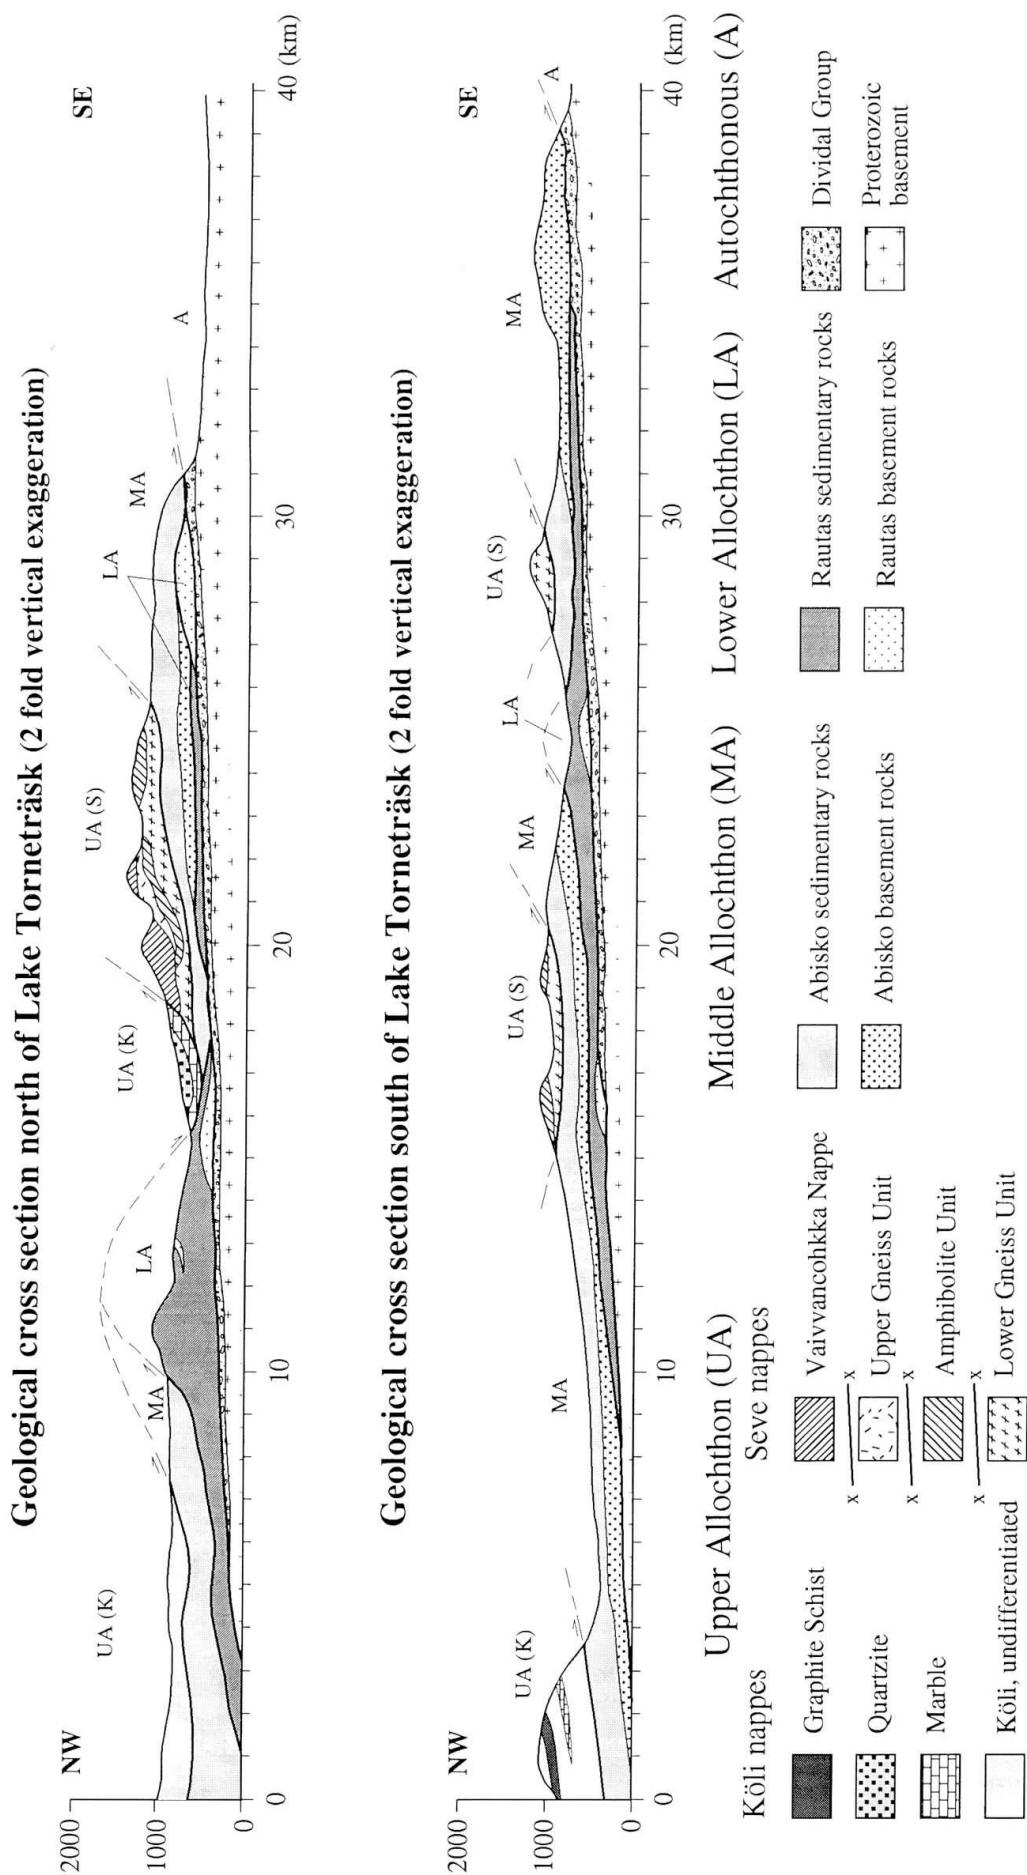 Geological cross section north of Lake Torneträsk (2 fold vertical exaggeration)
NW
SE
2000
1000
0
UA (K)
MA
LA
UA (K)
UA (S)
LA
MA
A
0
10
20
30
40 (km)
Geological cross section south of Lake Torneträsk (2 fold vertical exaggeration)
NW
SE
2000
1000
0
UA (K)
MA
UA (S)
MA
LA
UA (S)
MA
A
0
10
20
30
40 (km)
Upper Allochthon (UA)
Middle Allochthon (MA)
Lower Allochthon (LA)
Autochthonous (A)
Köli nappes
Seve nappes
Graphite Schist
Quartzite
Marble
Köli, undifferentiated
Vaivvancohkka Nappe
x x
Upper Gneiss Unit
x x
Amphibolite Unit
x x
Lower Gneiss Unit
Abisko sedimentary rocks
Abisko basement rocks
Rautas sedimentary rocks
Rautas basement rocks
Dividal Group
Proterozoic
basement